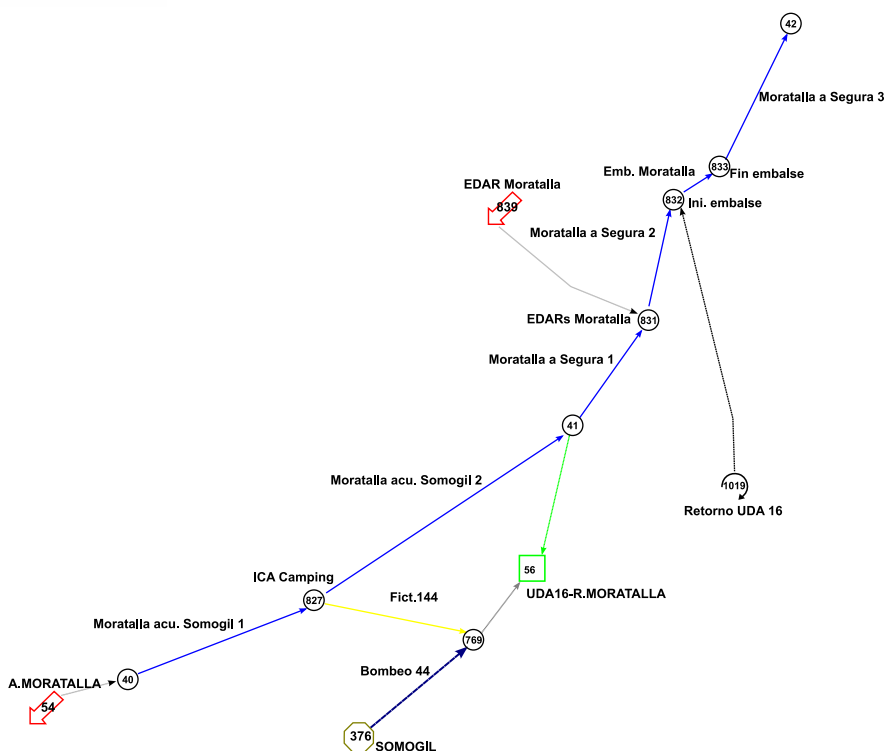 42
Moratalla a Segura 3
Emb. Moratalla
833
Fin embalse
EDAR Moratalla
839
832
Ini. embalse
Moratalla a Segura 2
EDARs Moratalla
831
Moratalla a Segura 1
41
Moratalla acu. Somogil 2
1019
Retorno UDA 16
56
ICA Camping
UDA16-R.MORATALLA
827
Fict.144
Moratalla acu. Somogil 1
769
Bombeo 44
A.MORATALLA
40
54
376
SOMOGIL